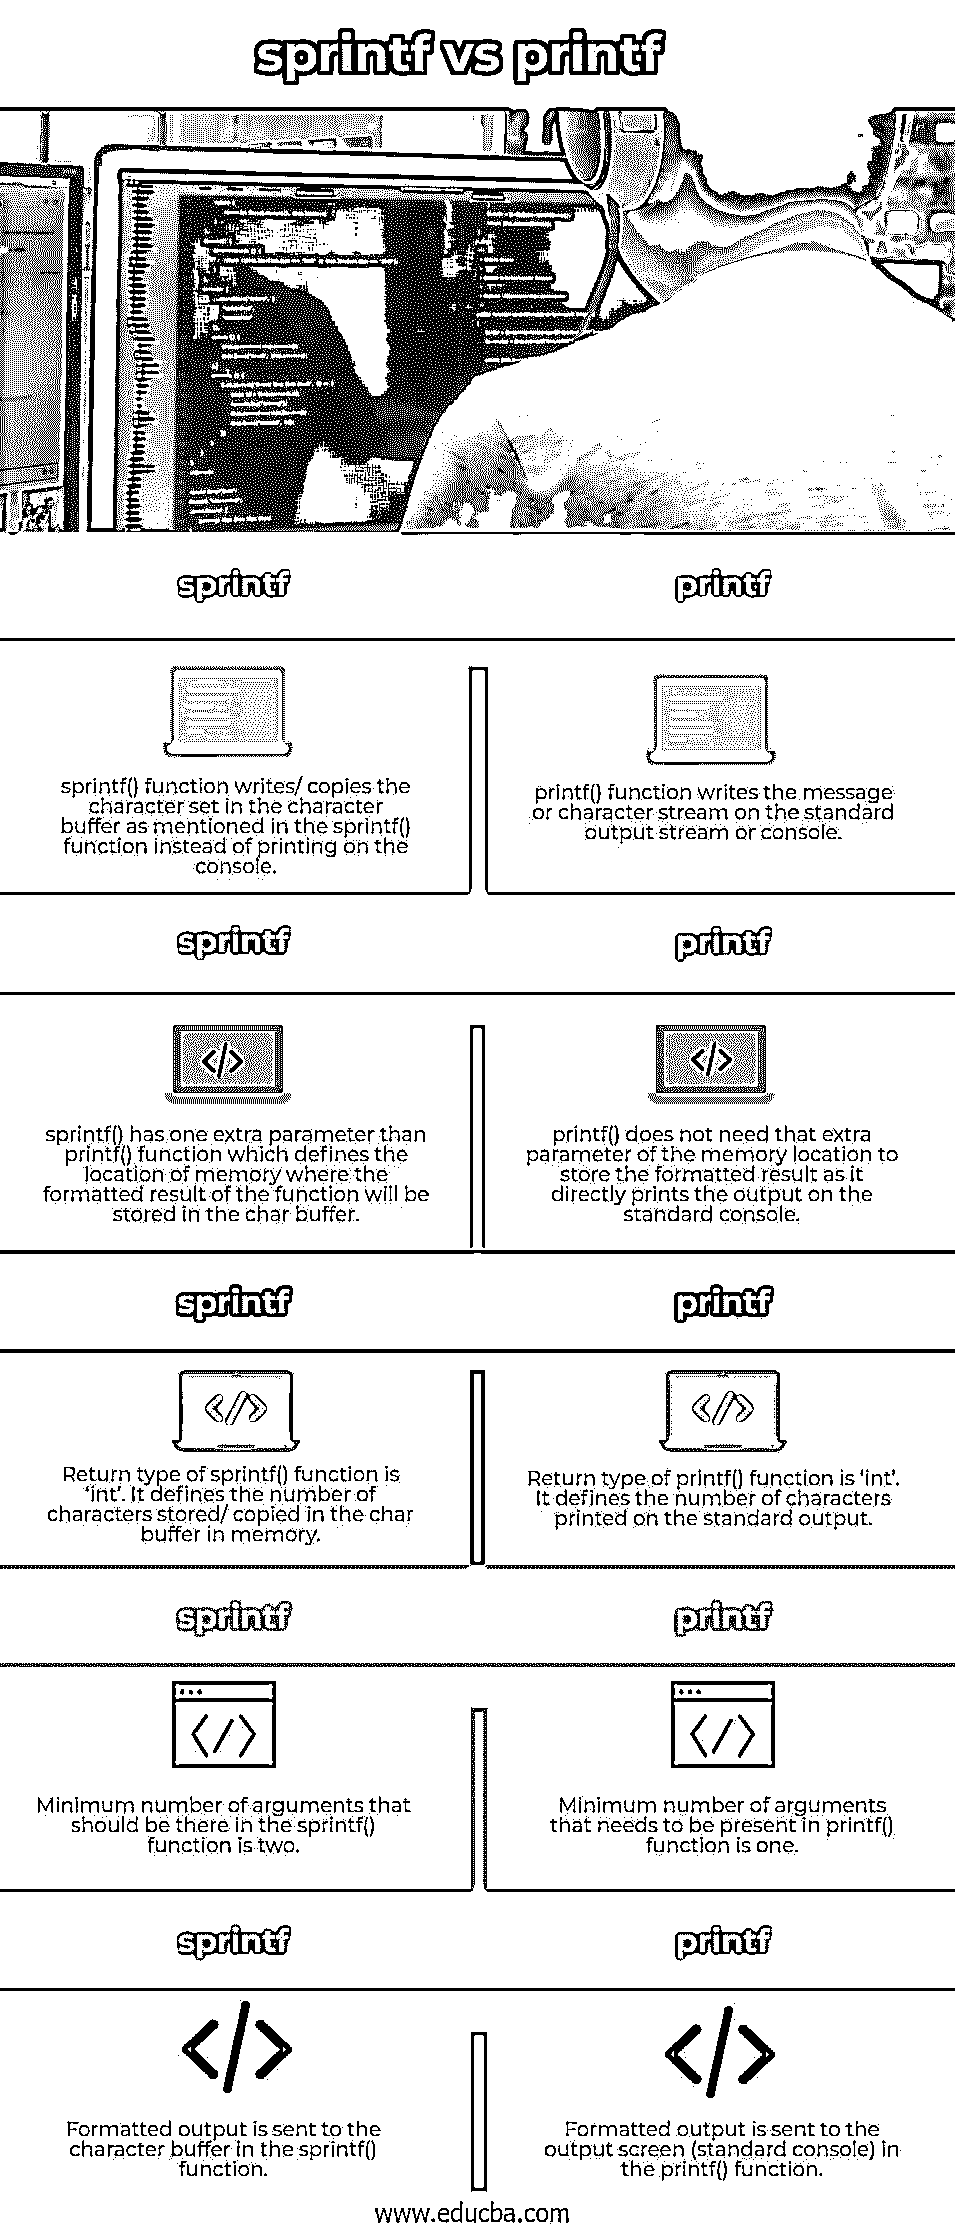 sprintf vs printf
sprintf
printf
sprintf() function writes/ copies the
character set in the character
buffer as mentioned in the sprintf()
function instead of printing on the
console.
printf() function writes the message
or character stream on the standard
output stream or console.
sprintf
printf
sprintf() has one extra parameter than
printf() function which defines the
location of memory where the
formatted result of the function will be
stored in the char buffer.
printf() does not need that extra
parameter of the memory location to
store the formatted result as it
directly prints the output on the
standard console.
sprintf
printf
Return type of sprintf() function is
‘int’. It defines the number of
characters stored/ copied in the char
buffer in memory.
Return type of printf() function is ‘int’.
It defines the number of characters
printed on the standard output.
sprintf
printf
Minimum number of arguments that
should be there in the sprintf()
function is two.
Minimum number of arguments
that needs to be present in printf()
function is one.
sprintf
printf
Formatted output is sent to the
character buffer in the sprintf()
function.
Formatted output is sent to the
output screen (standard console) in
the printf() function.
www.educba.com